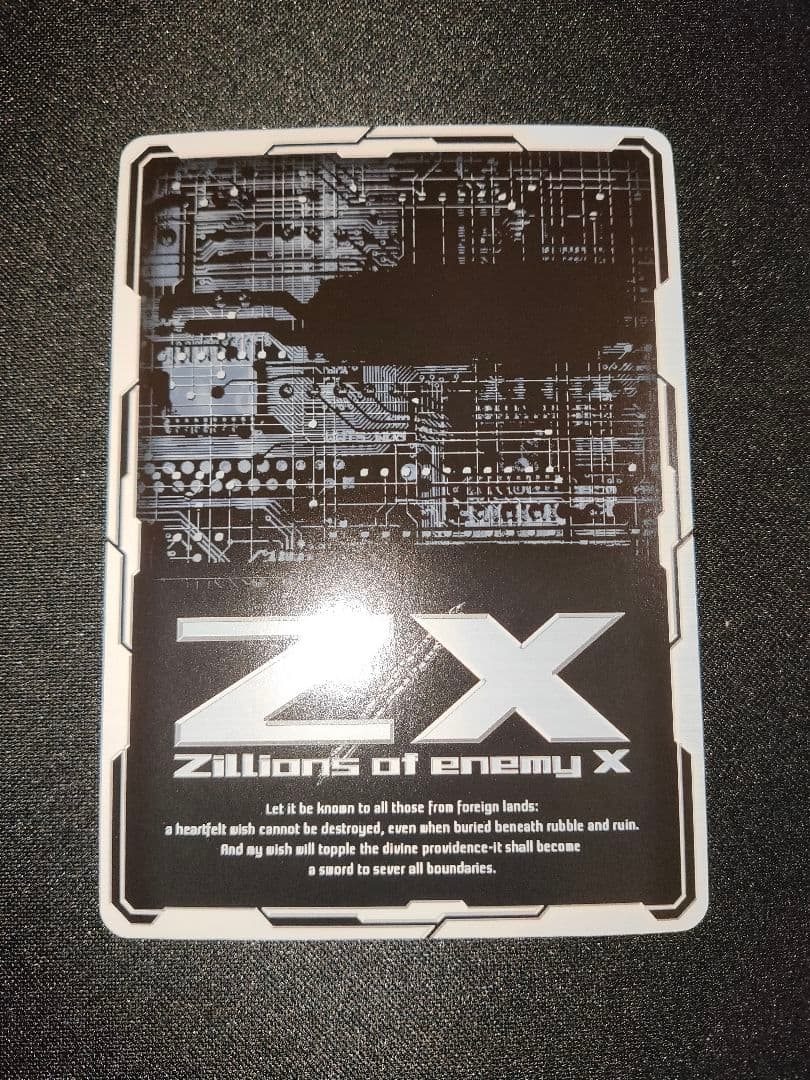 Z/X
Zillions of enemy X
Let it be known to all those from foreign lands:
a heartfelt wish cannot be destroyed, even when buried beneath rubble and ruin.
And my wish will topple the divine providence-it shall become
a sword to sever all boundaries.